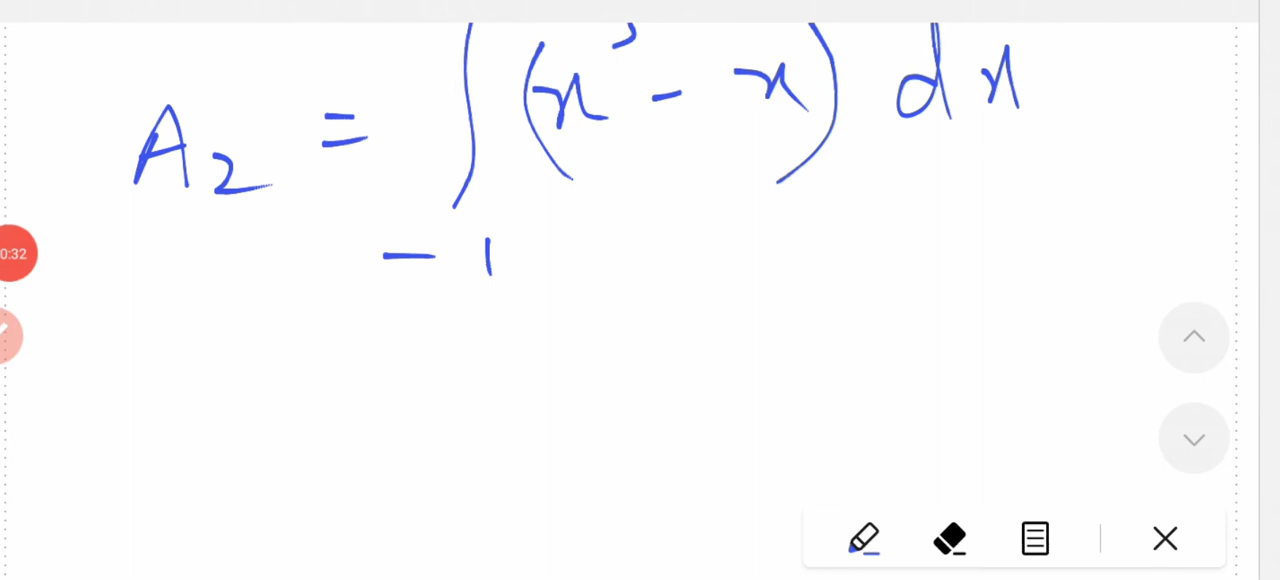 A₂ = ∫(x³ - x) dx
-1
0:32